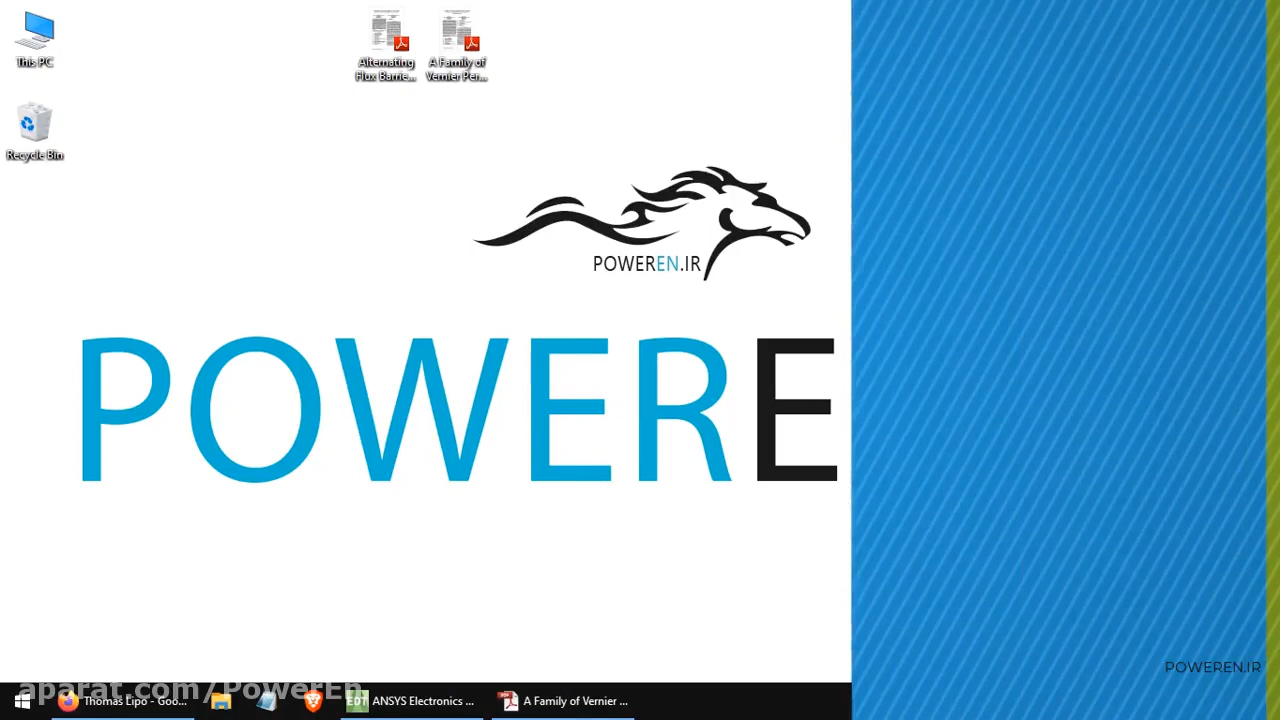 This PC
Recycle Bin
Alternating
Flux Barrie...
A Family of
Vernier Per...
POWEREN.IR
POWERE
POWEREN.IR
aparat.com/PowerEn
Thomas Lipo - Goo...
EDT
ANSYS Electronics ...
A Family of Vernier ...